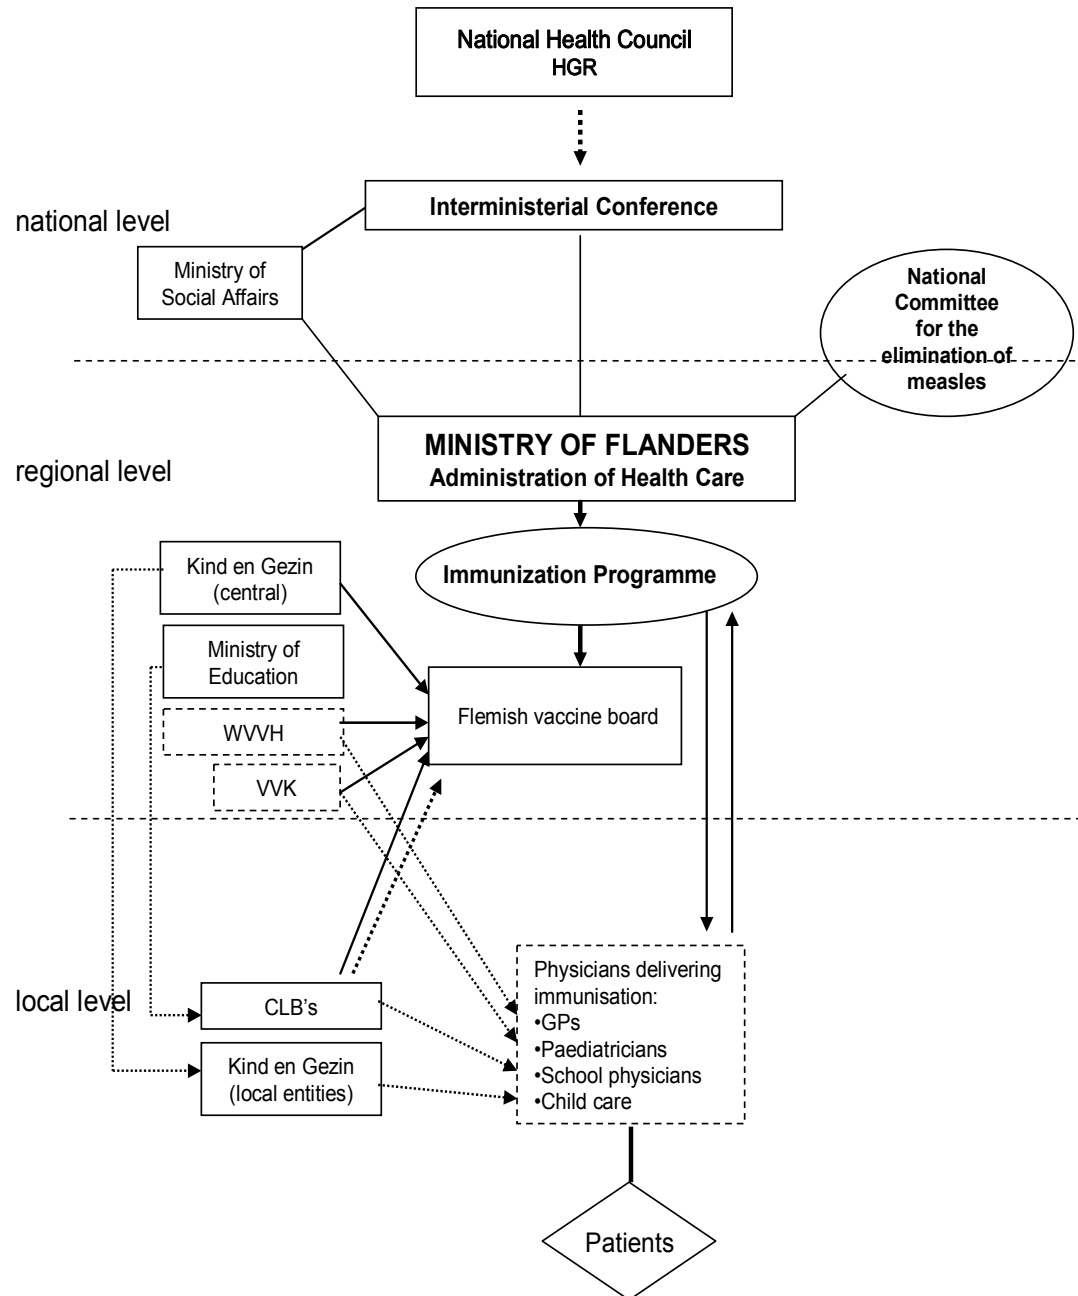 National Health Council
HGR
Interministerial Conference
national level
Ministry of
Social Affairs
National
Committee
for the
elimination of
measles
MINISTRY OF FLANDERS
Administration of Health Care
regional level
Kind en Gezin
(central)
Immunization Programme
Ministry of
Education
Flemish vaccine board
WVVH
VVK
local level
CLB's
Kind en Gezin
(local entities)
Physicians delivering
immunisation:
•GPs
•Paediatricians
•School physicians
•Child care
Patients